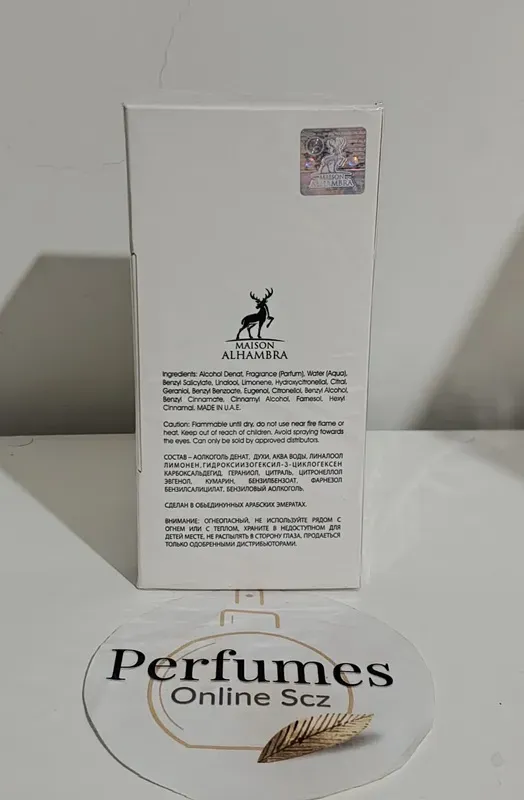 MAISON
ALHAMBRA
MAISON
ALHAMBRA
Ingredients: Alcohol Denat, Fragrance (Parfum), Water (Aqua),
Benzyl Salicylate, Linalool, Limonene, Hydroxycitronellal, Citral,
Geraniol, Benzyl Benzoate, Eugenol, Citronellol, Benzyl Alcohol,
Benzyl Cinnamate, Cinnamyl Alcohol, Farnesol, Hexyl
Cinnamal, MADE IN U.A.E.
Caution: Flammable until dry, do not use near fire flame or
heat. Keep out of reach of children. Avoid spraying towards
the eyes. Can only be sold by approved distributors.
СОСТАВ – АОЛКОГОЛЬ ДЕНАТ, ДУХИ, АКВА ВОДЫ, ЛИНАЛООЛ
ЛИМОНЕН,ГИДРОКСИИЗОГЕКСИЛ-3-ЦИКЛОГЕКСЕН
КАРБОКСАЛЬДЕГИД, ГЕРАНИОЛ, ЦИТРАЛЬ, ЦИТРОНЕЛЛОЛ
ЭВГЕНОЛ, КУМАРИН, БЕНЗИЛБЕНЗОАТ, ФАРНЕЗОЛ
БЕНЗИЛСАЛИЦИЛАТ, БЕНЗИЛОВЫЙ АОЛКОГОЛЬ.
СДЕЛАН В ОБЬЕДИНУННЫХ АРАБСКИХ ЭМЕРАТАХ.
ВНИМАНИЕ: ОГНЕОПАСНЫЙ, НЕ ИСПОЛЬЗУЙТЕ РЯДОМ С
ОГНЕМ ИЛИ С ТЕПЛОМ, ХРАНИТЕ В НЕДОСТУПНОМ ДЛЯ
ДЕТЕЙ МЕСТЕ, НЕ РАСПЫЛЯТЬ В СТОРОНУ ГЛАЗА, ПРОДАЕТЬСЯ
ТОЛЬКО ОДОБРЕННЫМИ ДИСТРИБЬЮТОРАМИ.
Perfumes
Online Scz